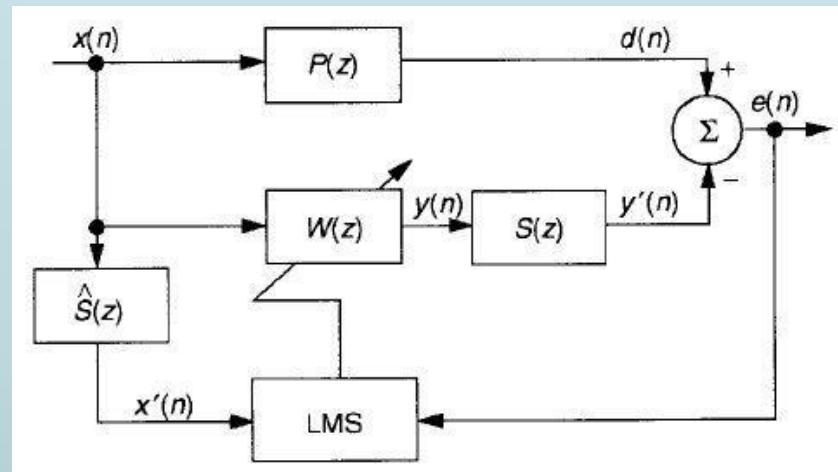 x(n)
P(z)
d(n)
+
Σ
e(n)
−
W(z)
y(n)
S(z)
y′(n)
Ŝ(z)
x′(n)
LMS